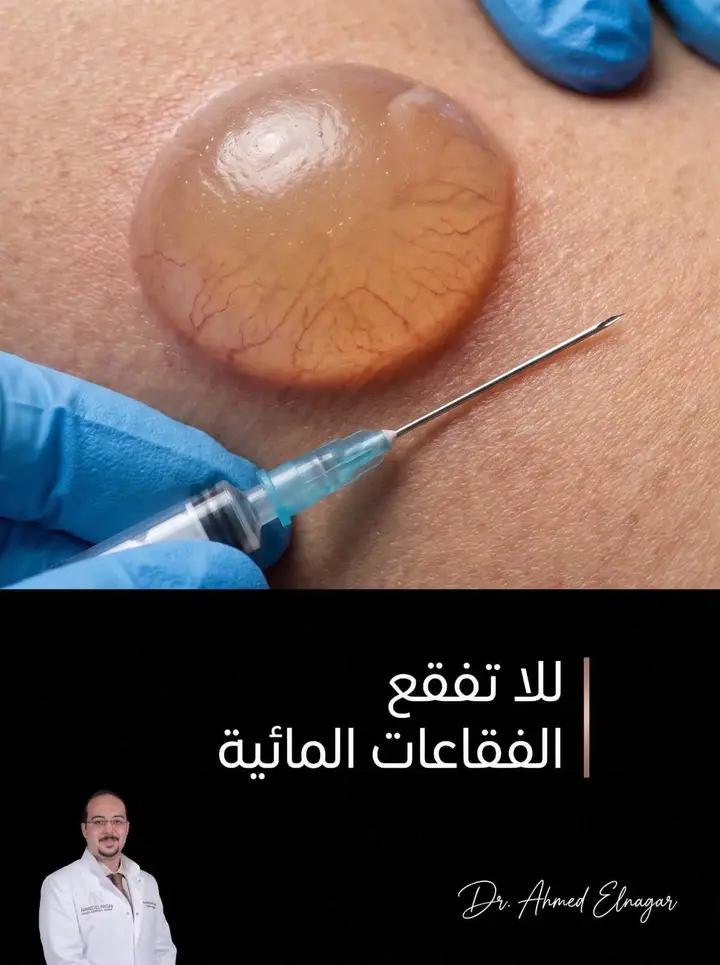 للا تفقع
الفقاعات المائية
Dr. Ahmed Elnagar